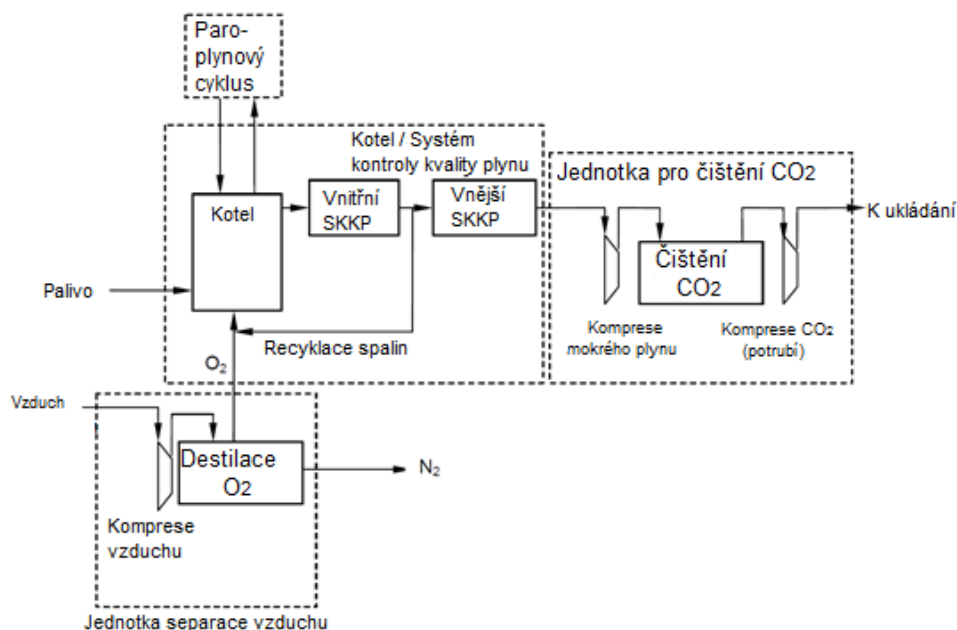 Paro-
plynový
cyklus
Kotel / Systém
kontroly kvality plynu
Jednotka pro čištění CO2
Kotel
Vnitřní
SKKP
Vnější
SKKP
K ukládání
Čištění
CO2
Palivo
Komprese
mokrého plynu
Komprese CO2
(potrubí)
Recyklace spalin
O2
Vzduch
Destilace
O2
N2
Komprese
vzduchu
Jednotka separace vzduchu